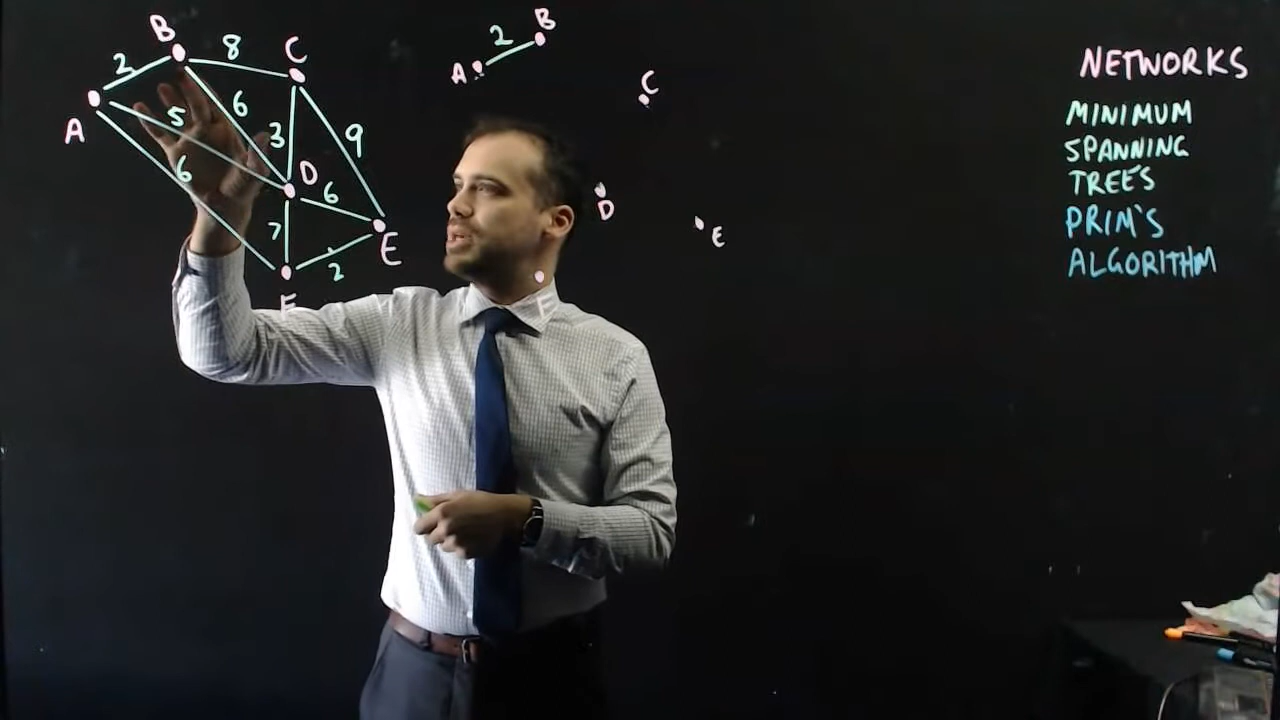 B
8
C
2
A
5
6
3
9
6
D
6
7
E
2
F
2
B
A
C
D
E
F
NETWORKS
MINIMUM
SPANNING
TREES
PRIM'S
ALGORITHM